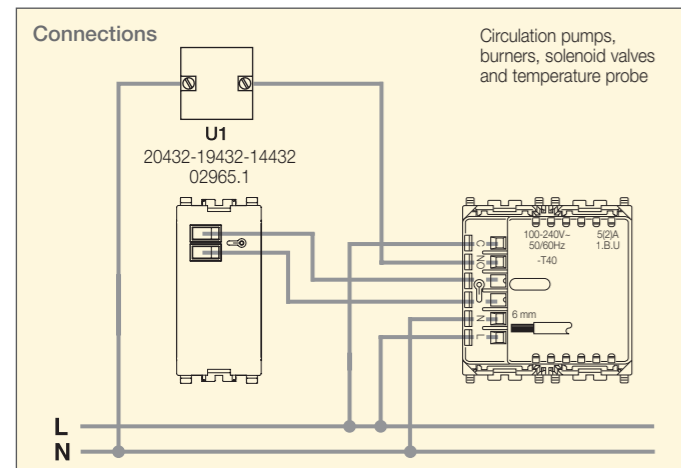 Connections
Circulation pumps,
burners, solenoid valves
and temperature probe
U1
20432-19432-14432
02965.1
C
NO
N
L
100-240V~
50/60Hz
5(2)A
1.B.U
-T40
6 mm
L
N